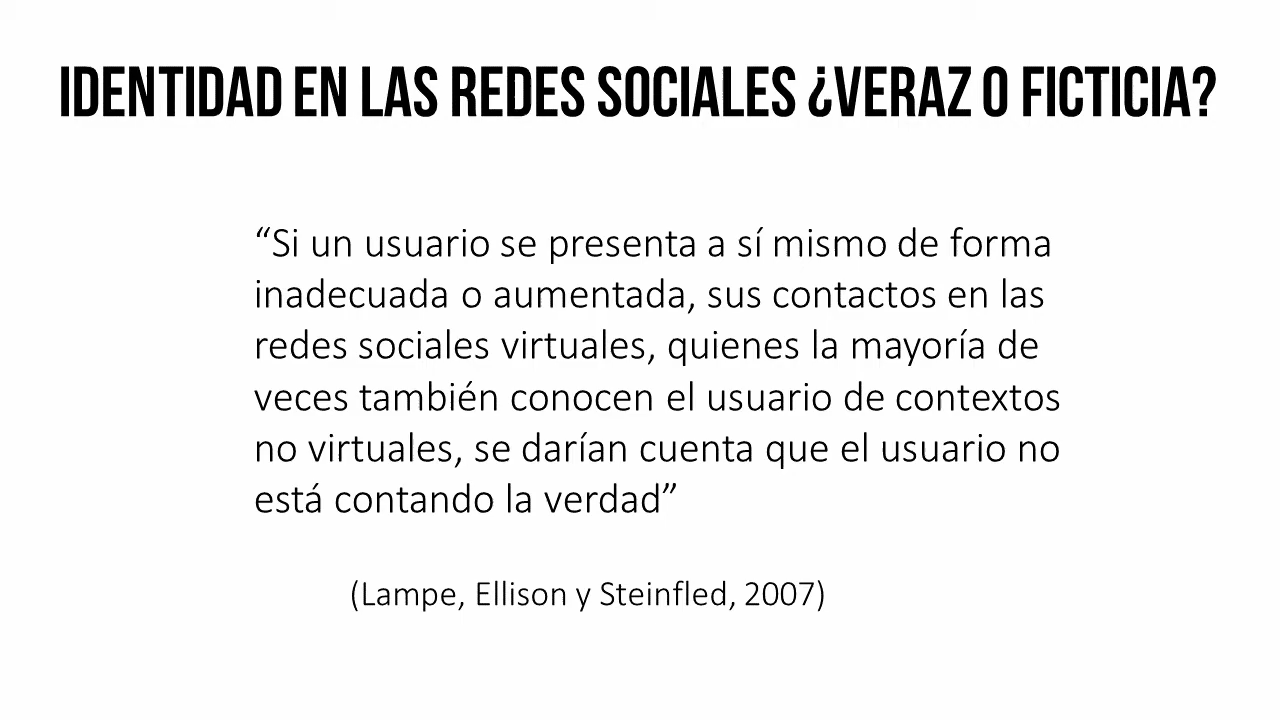 IDENTIDAD EN LAS REDES SOCIALES ¿VERAZ O FICTICIA?
“Si un usuario se presenta a sí mismo de forma
inadecuada o aumentada, sus contactos en las
redes sociales virtuales, quienes la mayoría de
veces también conocen el usuario de contextos
no virtuales, se darían cuenta que el usuario no
está contando la verdad”
(Lampe, Ellison y Steinfled, 2007)